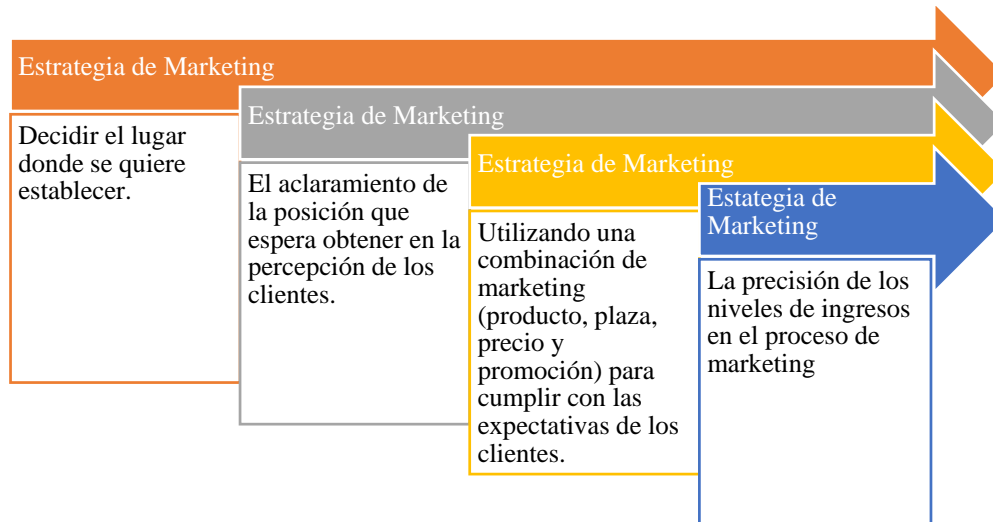 Estrategia de Marketing
Decidir el lugar
donde se quiere
establecer.
Estrategia de Marketing
El aclaramiento de
la posición que
espera obtener en la
percepción de los
clientes.
Estrategia de Marketing
Utilizando una
combinación de
marketing
(producto, plaza,
precio y
promoción) para
cumplir con las
expectativas de los
clientes.
Estategia de
Marketing
La precisión de los
niveles de ingresos
en el proceso de
marketing